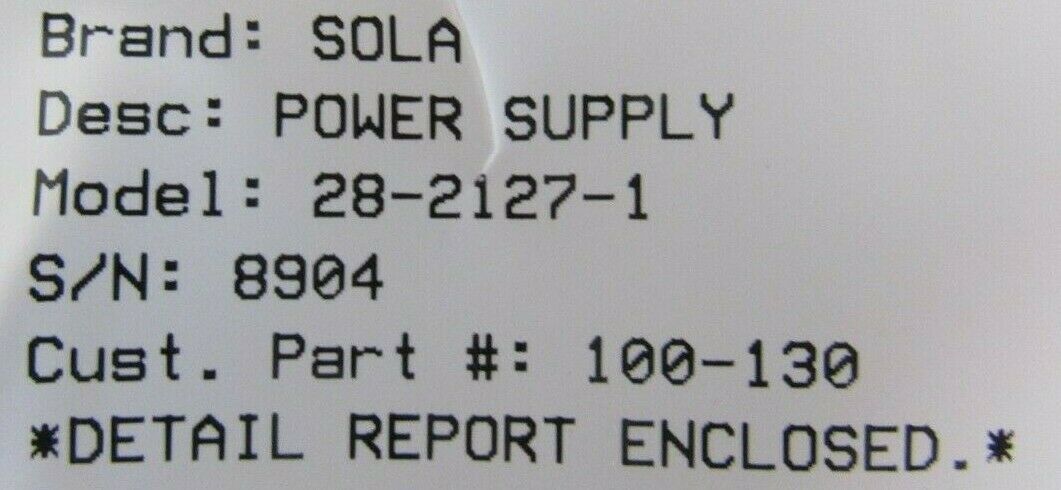 Brand: SOLA
Desc: POWER SUPPLY
Model: 28-2127-1
S/N: 8904
Cust. Part #: 100-130
*DETAIL REPORT ENCLOSED.*